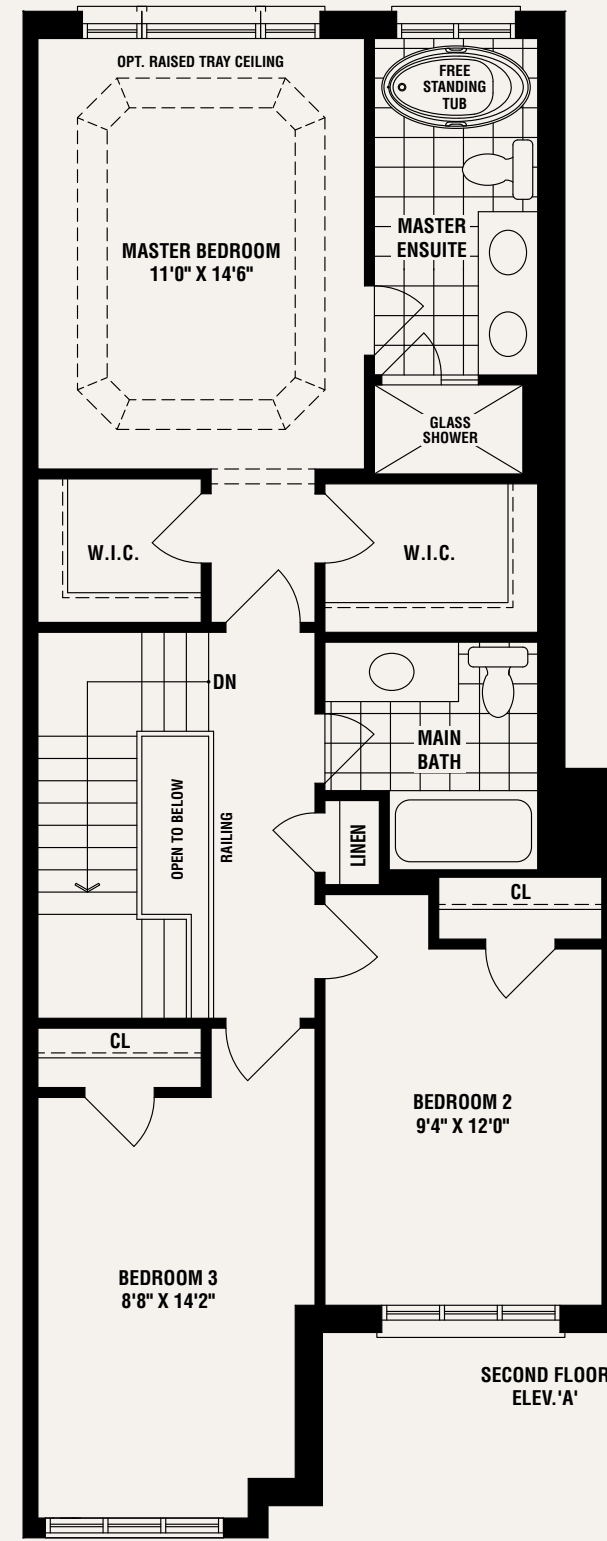 OPT. RAISED TRAY CEILING
FREE
STANDING
TUB
MASTER BEDROOM
11'0" X 14'6"
MASTER
ENSUITE
GLASS
SHOWER
W.I.C.
W.I.C.
DN
MAIN
BATH
OPEN TO BELOW
RAILING
LINEN
CL
CL
BEDROOM 2
9'4" X 12'0"
BEDROOM 3
8'8" X 14'2"
SECOND FLOOR
ELEV.'A'